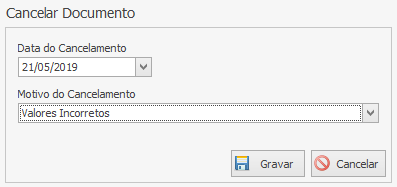 Cancelar Documento
Data do Cancelamento
21/05/2019
Motivo do Cancelamento
Valores Incorretos
Gravar Cancelar